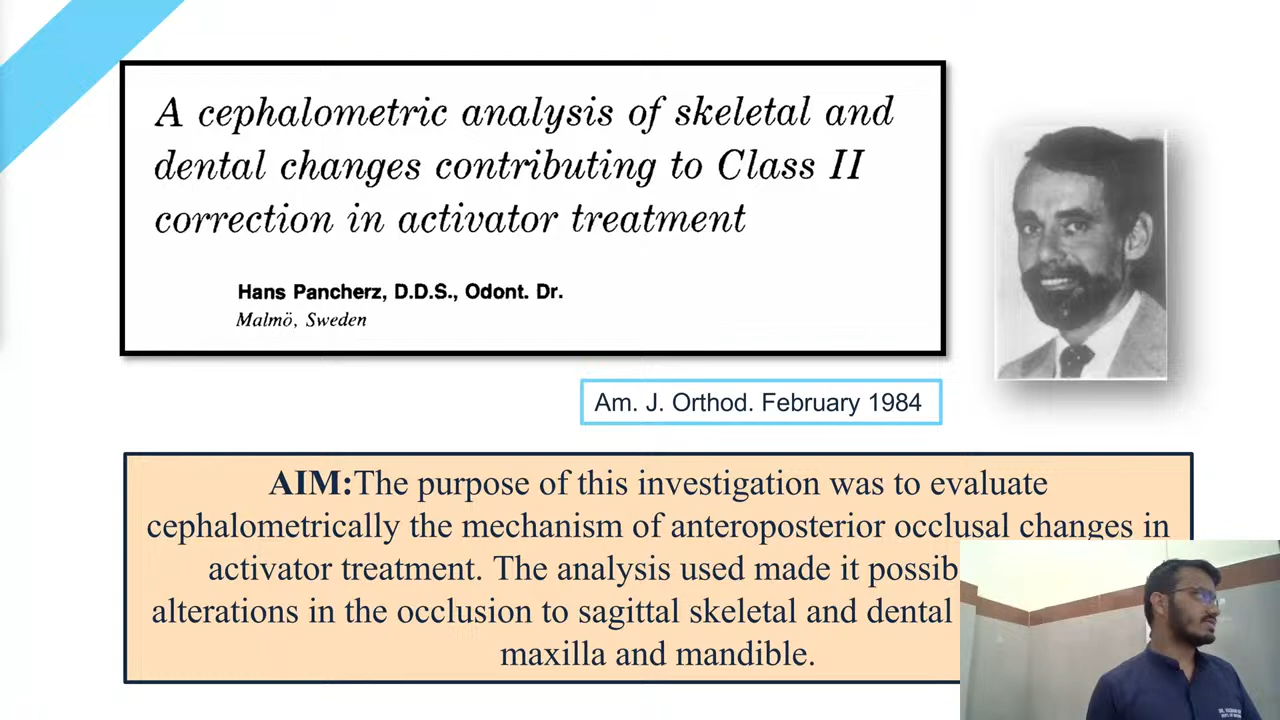 A cephalometric analysis of skeletal and
dental changes contributing to Class II
correction in activator treatment
Hans Pancherz, D.D.S., Odont. Dr.
Malmö, Sweden
Am. J. Orthod. February 1984
AIM:The purpose of this investigation was to evaluate
cephalometrically the mechanism of anteroposterior occlusal changes in
activator treatment. The analysis used made it
alterations in the occlusion to sagittal skeletal and dental
maxilla and mandible.